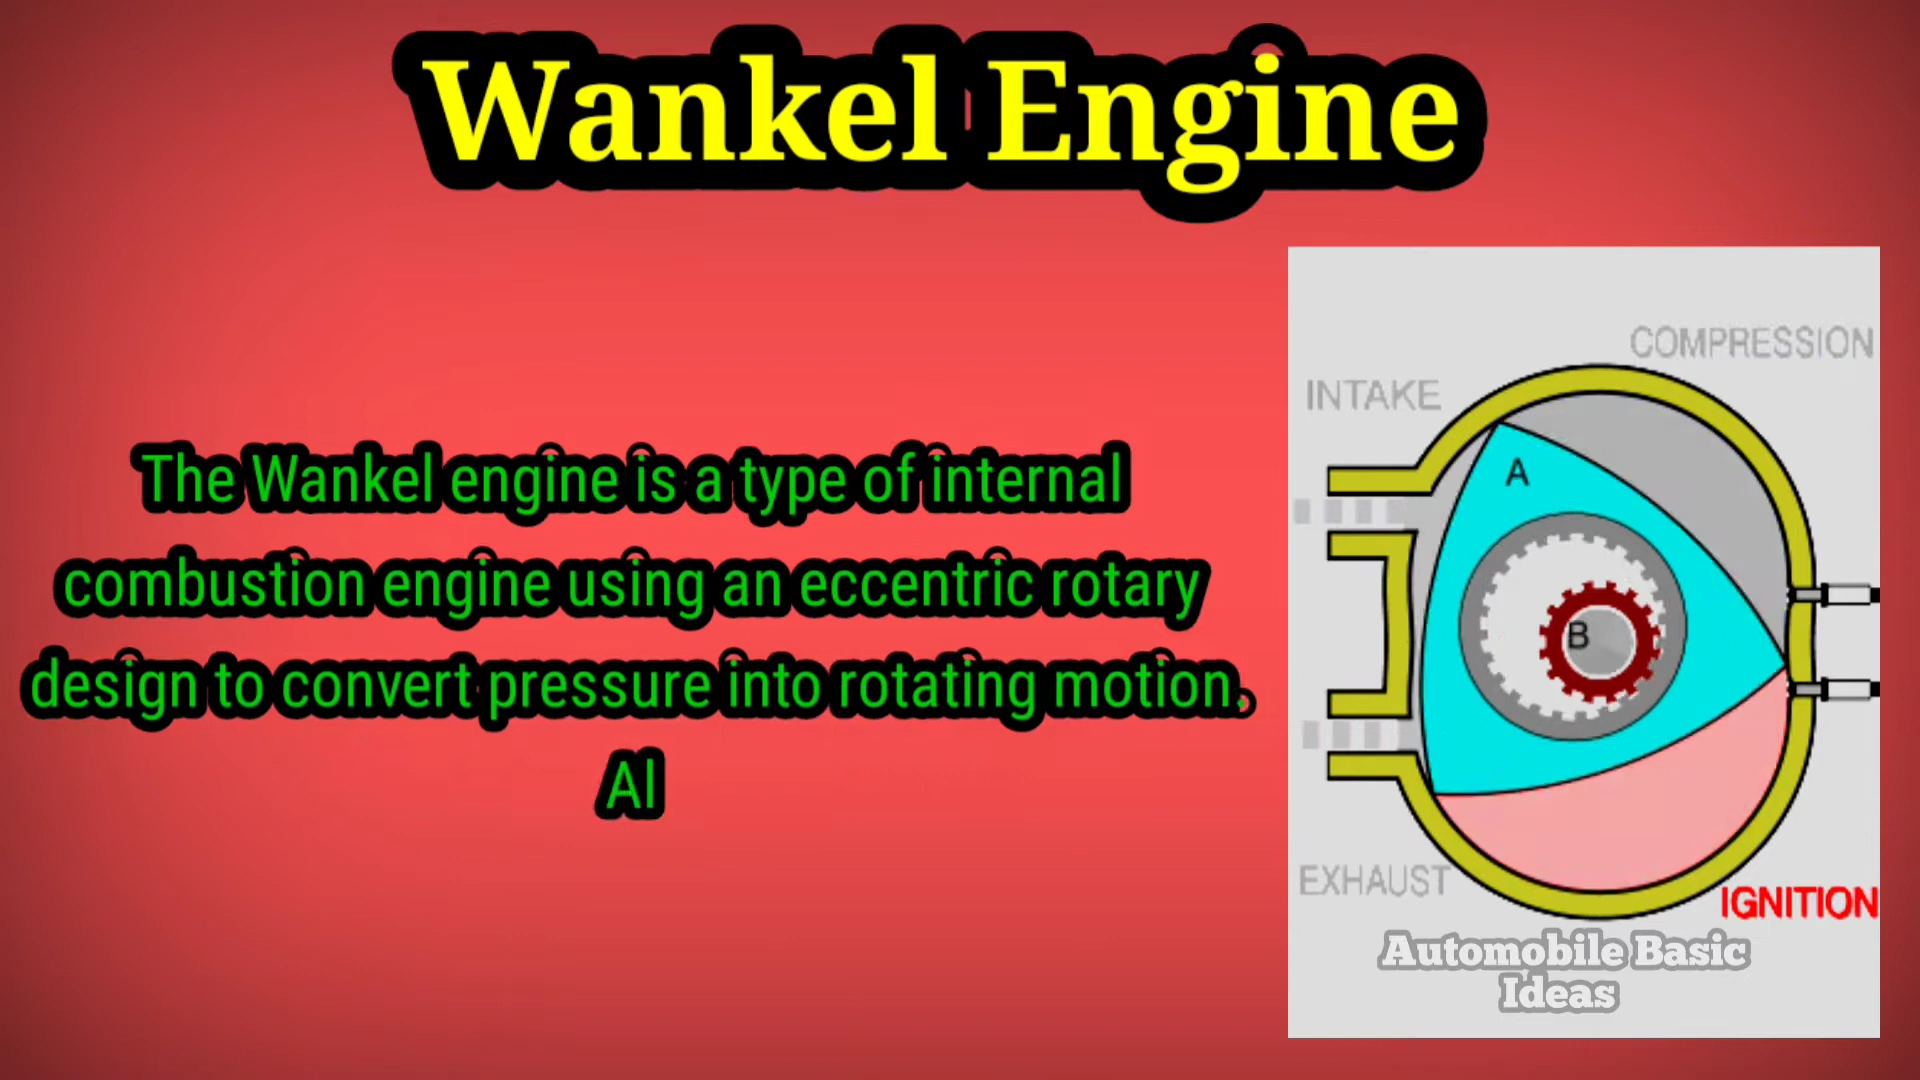 Wankel Engine
The Wankel engine is a type of internal
combustion engine using an eccentric rotary
design to convert pressure into rotating motion.
Al
COMPRESSION
INTAKE
A
B
EXHAUST
IGNITION
Automobile Basic
Ideas